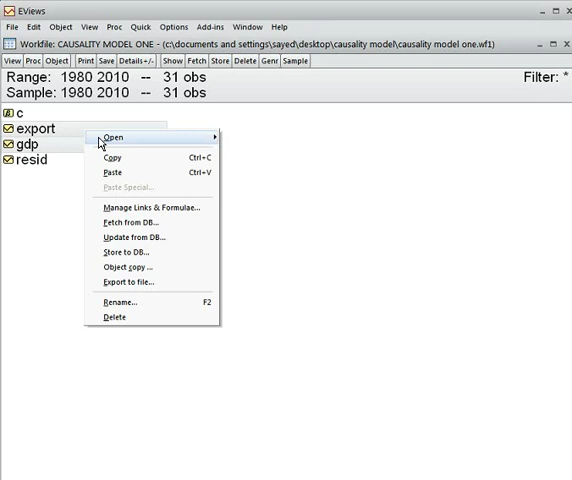 EViews
File Edit Object View Proc Quick Options Add-ins Window Help
Workfile: CAUSALITY MODEL ONE - (c:\documents and settings\sayed\desktop\causality model\causality model one.wf1)
View Proc Object Print Save Details+/- Show Fetch Store Delete Genr Sample
Range: 1980 2010 -- 31 obs Filter: *
Sample: 1980 2010 -- 31 obs
c
export
gdp
resid
Open
Copy Ctrl+C
Paste Ctrl+V
Paste Special...
Manage Links & Formulae...
Fetch from DB...
Update from DB...
Store to DB...
Object copy ...
Export to file...
Rename... F2
Delete